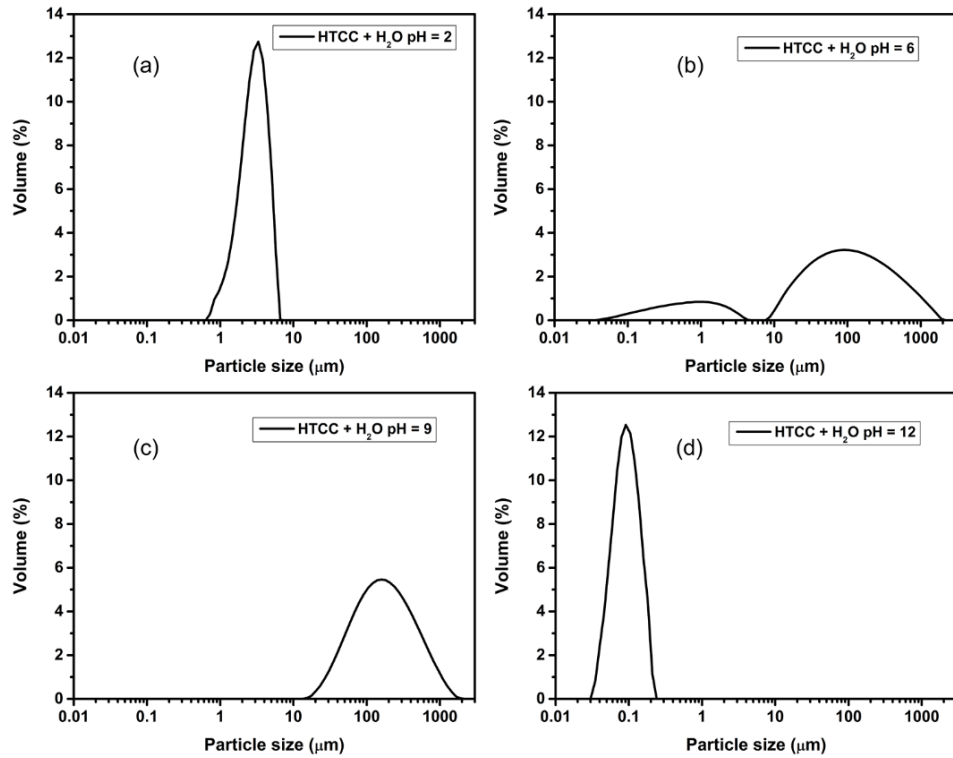 HTCC + H₂O pH = 2
(a)
14
12
10
8
6
4
2
0
Volume (%)
0.01 0.1 1 10 100 1000
Particle size (μm)
HTCC + H₂O pH = 6
(b)
14
12
10
8
6
4
2
0
Volume (%)
0.01 0.1 1 10 100 1000
Particle size (μm)
HTCC + H₂O pH = 9
(c)
14
12
10
8
6
4
2
0
Volume (%)
0.01 0.1 1 10 100 1000
Particle size (μm)
HTCC + H₂O pH = 12
(d)
14
12
10
8
6
4
2
0
Volume (%)
0.01 0.1 1 10 100 1000
Particle size (μm)